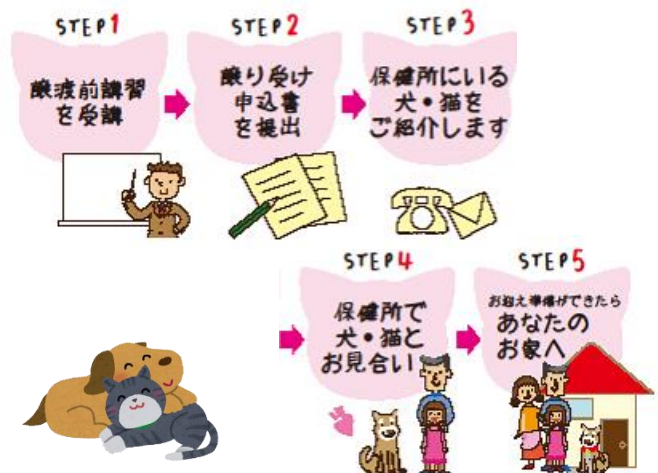 STEP1
譲渡前講習
を受講
STEP2
譲り受け
申込書
を提出
STEP3
保健所にいる
犬・猫を
ご紹介します
STEP4
保健所で
犬・猫と
お見合い
STEP5
お迎え準備ができたら
あなたの
お家へ